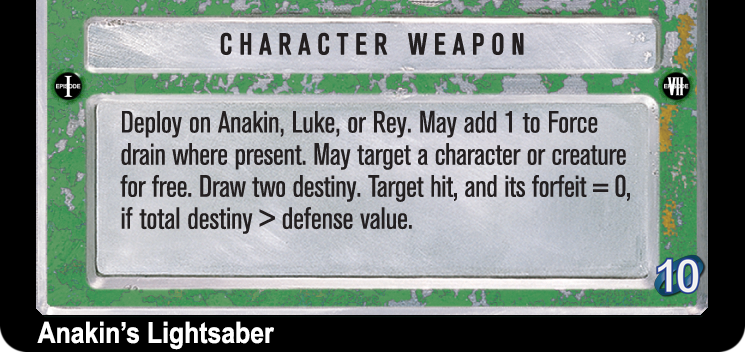 CHARACTER WEAPON
EPISODE I
EPISODE VII
Deploy on Anakin, Luke, or Rey. May add 1 to Force
drain where present. May target a character or creature
for free. Draw two destiny. Target hit, and its forfeit = 0,
if total destiny > defense value.
10
Anakin's Lightsaber